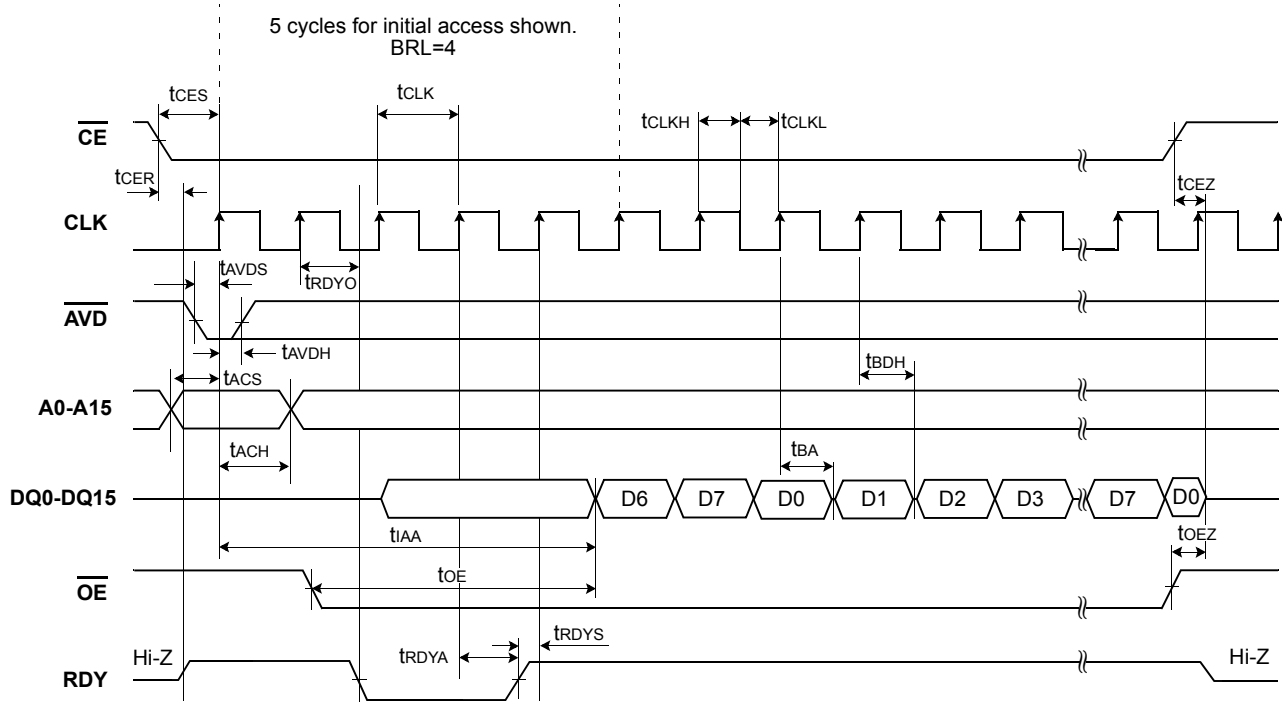 5 cycles for initial access shown.
BRL=4
tCES
tCLK
tCLKH
tCLKL
CE
tCER
tCEZ
CLK
tAVDS
tRDYO
AVD
tAVDH
tBDH
tACS
A0-A15
tACH
tBA
DQ0-DQ15
D6
D7
D0
D1
D2
D3
D7
D0
tIAA
tOEZ
tOE
OE
tRDYS
tRDYA
Hi-Z
RDY
Hi-Z